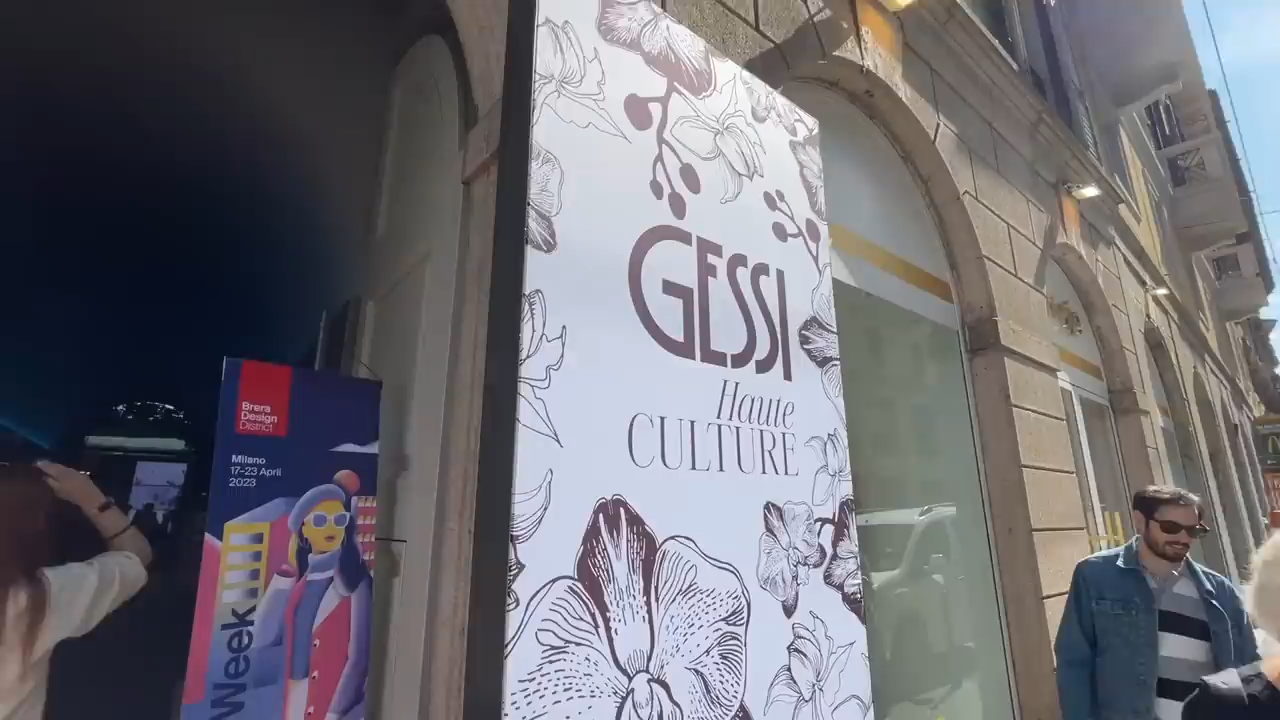 Brera
Design
District
Milano
17–23 April
2023
Week
GESSI
Haute
CULTURE